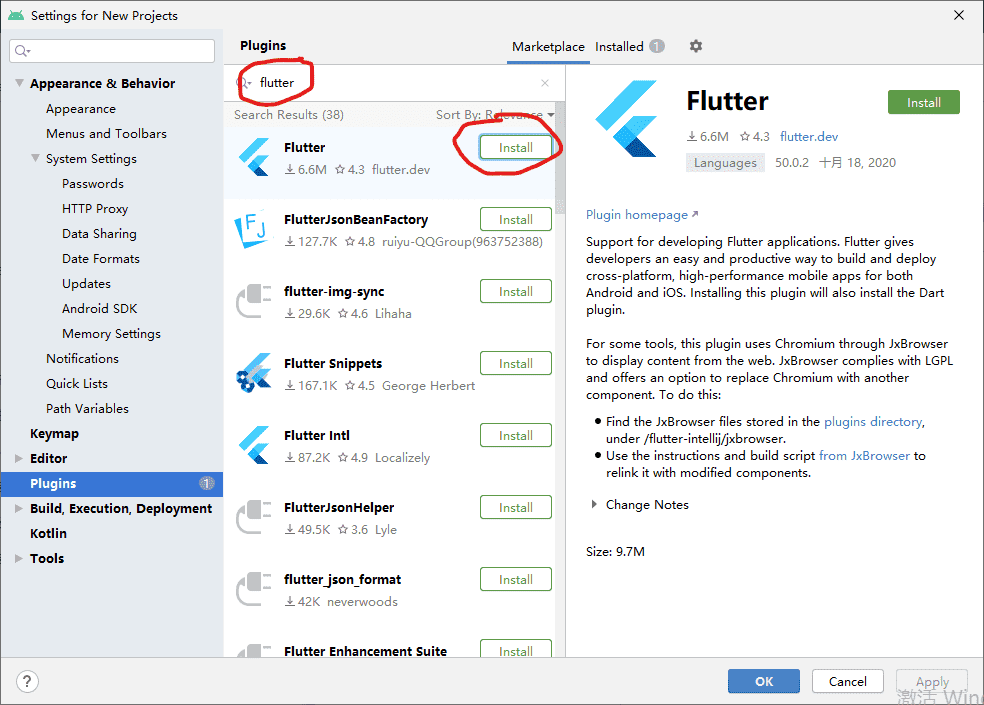 Settings for New Projects
Appearance & Behavior
Appearance
Menus and Toolbars
System Settings
Passwords
HTTP Proxy
Data Sharing
Date Formats
Updates
Android SDK
Memory Settings
Notifications
Quick Lists
Path Variables
Keymap
Editor
Plugins 1
Build, Execution, Deployment
Kotlin
Tools
Plugins
Marketplace Installed 1
flutter
Search Results (38) Sort By: Relevance
Flutter Install
6.6M 4.3 flutter.dev
FlutterJsonBeanFactory Install
127.7K 4.8 ruiyu-QQGroup(963752388)
flutter-img-sync Install
29.6K 4.6 Lihaha
Flutter Snippets Install
167.1K 4.5 George Herbert
Flutter Intl Install
87.2K 4.9 Localizely
FlutterJsonHelper Install
49.5K 3.6 Lyle
flutter_json_format Install
42K neverwoods
Flutter Enhancement Suite Install
Flutter Install
6.6M 4.3 flutter.dev
Languages 50.0.2 十月 18, 2020
Plugin homepage
Support for developing Flutter applications. Flutter gives
developers an easy and productive way to build and deploy
cross-platform, high-performance mobile apps for both
Android and iOS. Installing this plugin will also install the Dart
plugin.
For some tools, this plugin uses Chromium through JxBrowser
to display content from the web. JxBrowser complies with LGPL
and offers an option to replace Chromium with another
component. To do this:
Find the JxBrowser files stored in the plugins directory,
under /flutter-intellij/jxbrowser.
Use the instructions and build script from JxBrowser to
relink it with modified components.
Change Notes
Size: 9.7M
? OK Cancel Apply
激活 Win